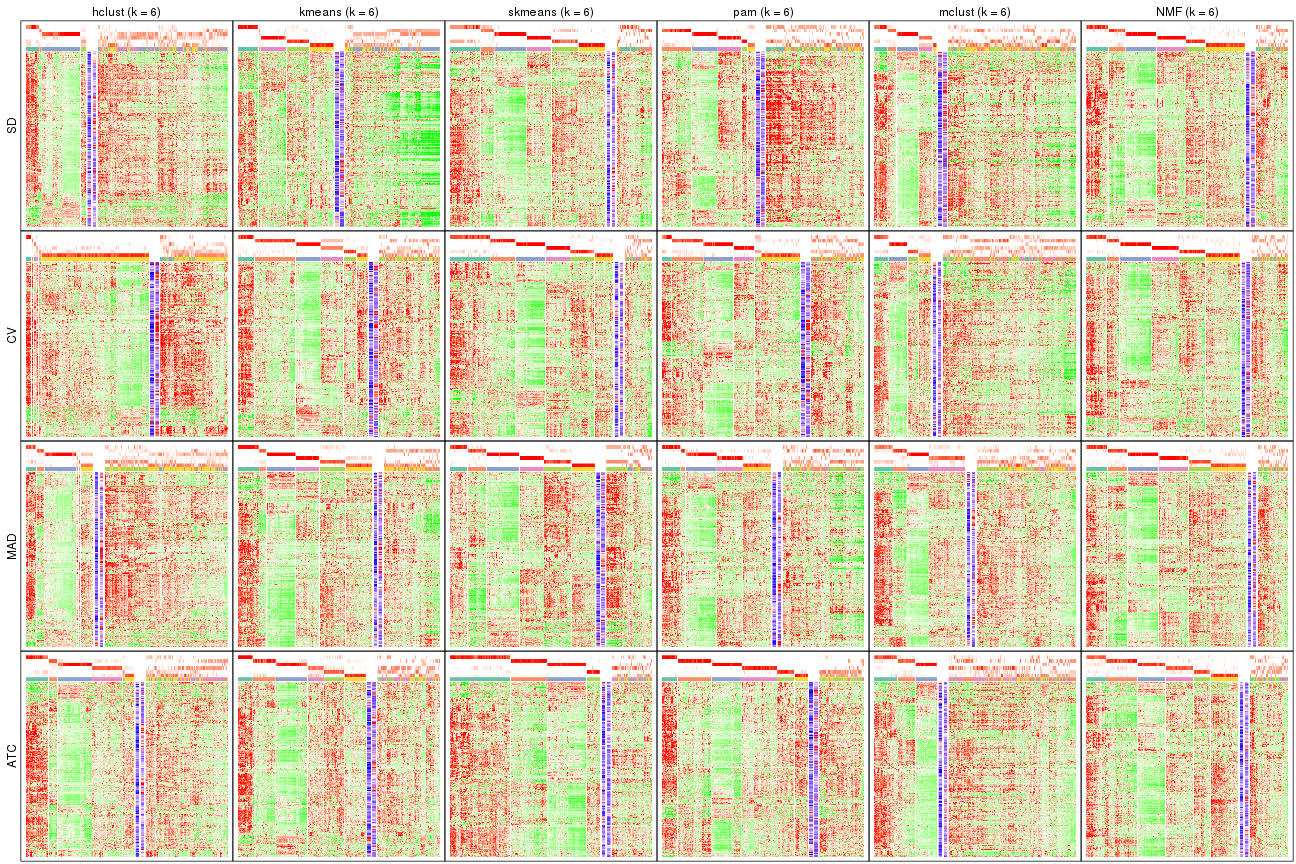 hclust (k = 6) kmeans (k = 6) skmeans (k = 6) pam (k = 6) mclust (k = 6) NMF (k = 6)
SD
CV
MAD
ATC